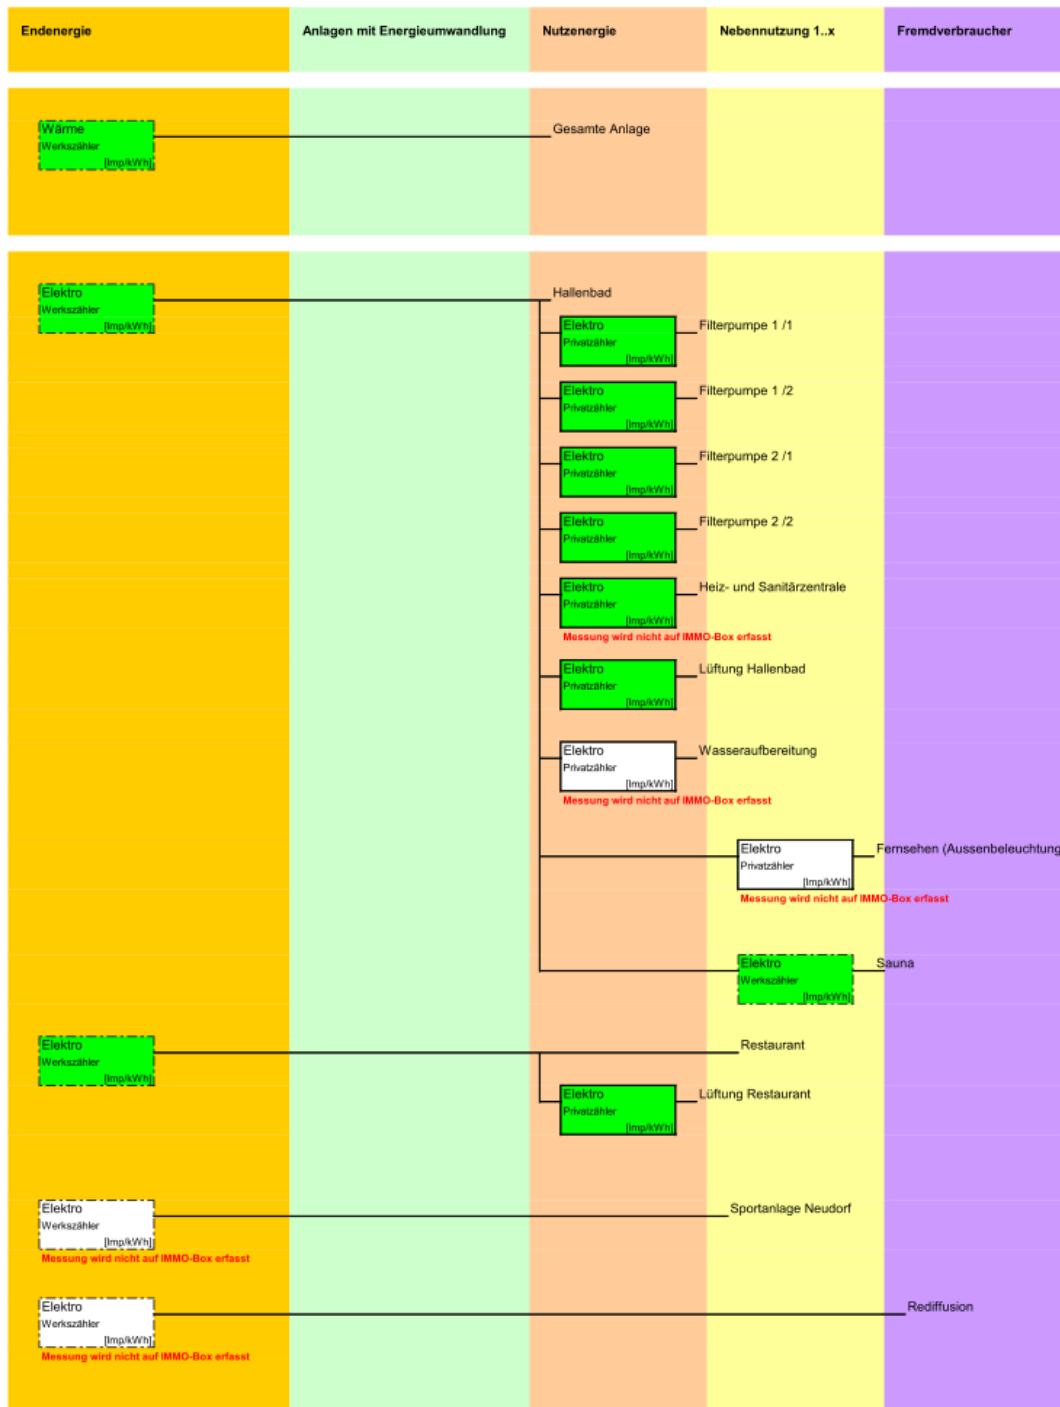 Endenergie
Anlagen mit Energieumwandlung
Nutzenergie
Nebennutzung 1..x
Fremdverbraucher
Wärme
Werkszähler
[Imp/kWh]
Gesamte Anlage
Elektro
Werkszähler
[Imp/kWh]
Hallenbad
Elektro
Privatzähler
[Imp/kWh]
Filterpumpe 1 /1
Elektro
Privatzähler
[Imp/kWh]
Filterpumpe 1 /2
Elektro
Privatzähler
[Imp/kWh]
Filterpumpe 2 /1
Elektro
Privatzähler
[Imp/kWh]
Filterpumpe 2 /2
Elektro
Privatzähler
[Imp/kWh]
Heiz- und Sanitärzentrale
Messung wird nicht auf IMMO-Box erfasst
Elektro
Privatzähler
[Imp/kWh]
Lüftung Hallenbad
Elektro
Privatzähler
[Imp/kWh]
Wasseraufbereitung
Messung wird nicht auf IMMO-Box erfasst
Elektro
Privatzähler
[Imp/kWh]
Fernsehen (Aussenbeleuchtung
Messung wird nicht auf IMMO-Box erfasst
Elektro
Werkszähler
[Imp/kWh]
Sauna
Elektro
Werkszähler
[Imp/kWh]
Restaurant
Elektro
Privatzähler
[Imp/kWh]
Lüftung Restaurant
Elektro
Werkszähler
[Imp/kWh]
Sportanlage Neudorf
Messung wird nicht auf IMMO-Box erfasst
Elektro
Werkszähler
[Imp/kWh]
Rediffusion
Messung wird nicht auf IMMO-Box erfasst